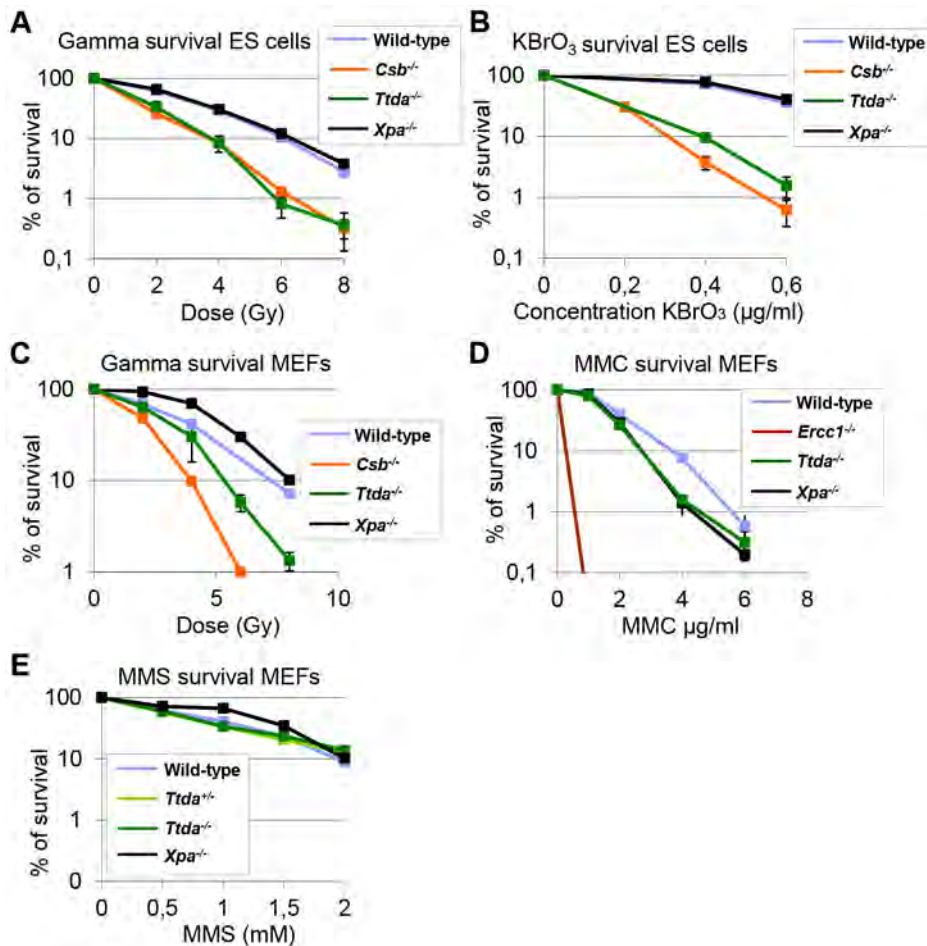 A
Gamma survival ES cells
% of survival
100
10
1
0,1
0
2
4
6
8
Dose (Gy)
Wild-type
Csb-/-
Ttda-/-
Xpa-/-
B
KBrO₃ survival ES cells
% of survival
100
10
1
0,1
0
0,2
0,4
0,6
Concentration KBrO₃ (µg/ml)
Wild-type
Csb-/-
Ttda-/-
Xpa-/-
C
Gamma survival MEFs
% of survival
100
10
1
0
5
10
Dose (Gy)
Wild-type
Csb-/-
Ttda-/-
Xpa-/-
D
MMC survival MEFs
% of survival
100
10
1
0,1
0
2
4
6
8
MMC µg/ml
Wild-type
Ercc1-/-
Ttda-/-
Xpa-/-
E
MMS survival MEFs
% of survival
100
10
1
0
0
0,5
1
1,5
2
MMS (mM)
Wild-type
Ttda+/-
Ttda-/-
Xpa-/-